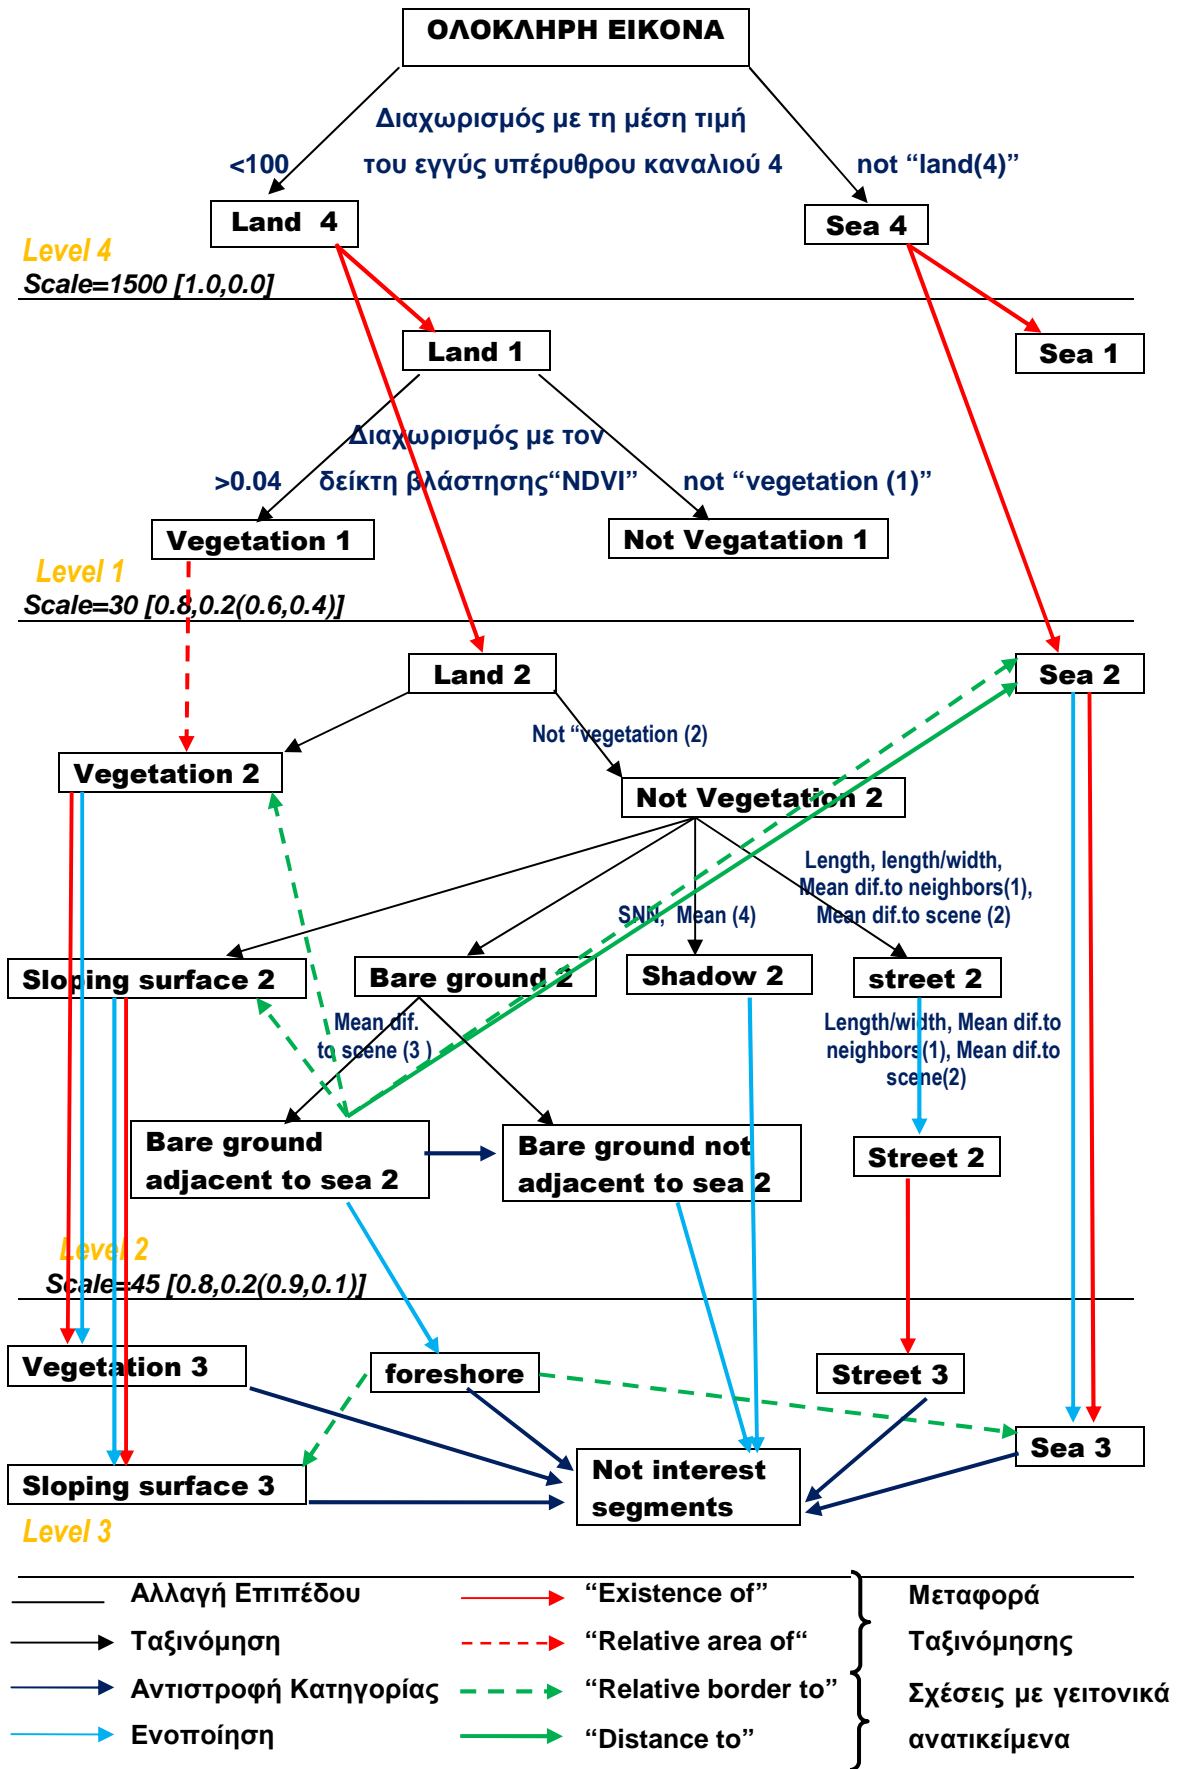 ΟΛΟΚΛΗΡΗ ΕΙΚΟΝΑ
Διαχωρισμός με τη μέση τιμή
<100 του εγγύς υπέρυθρου καναλιού 4 not “land(4)”
Land 4
Sea 4
Level 4
Scale=1500 [1.0,0.0]
Land 1
Sea 1
Διαχωρισμός με τον
>0.04 δείκτη βλάστησης“NDVI” not “vegetation (1)”
Vegetation 1
Not Vegatation 1
Level 1
Scale=30 [0.8,0.2(0.6,0.4)]
Land 2
Sea 2
Not “vegetation (2)
Vegetation 2
Not Vegetation 2
Length, length/width,
Mean dif.to neighbors(1),
Mean dif.to scene (2)
SNN, Mean (4)
Sloping surface 2
Bare ground 2
Shadow 2
street 2
Mean dif.
to scene (3 )
Length/width, Mean dif.to
neighbors(1), Mean dif.to
scene(2)
Bare ground
adjacent to sea 2
Bare ground not
adjacent to sea 2
Street 2
Level 2
Scale=45 [0.8,0.2(0.9,0.1)]
Vegetation 3
foreshore
Street 3
Sea 3
Sloping surface 3
Not interest
segments
Level 3
Αλλαγή Επιπέδου
“Existence of”
Μεταφορά
Ταξινόμηση
“Relative area of“
Ταξινόμησης
Αντιστροφή Κατηγορίας
“Relative border to”
Σχέσεις με γειτονικά
Ενοποίηση
“Distance to”
ανατικείμενα